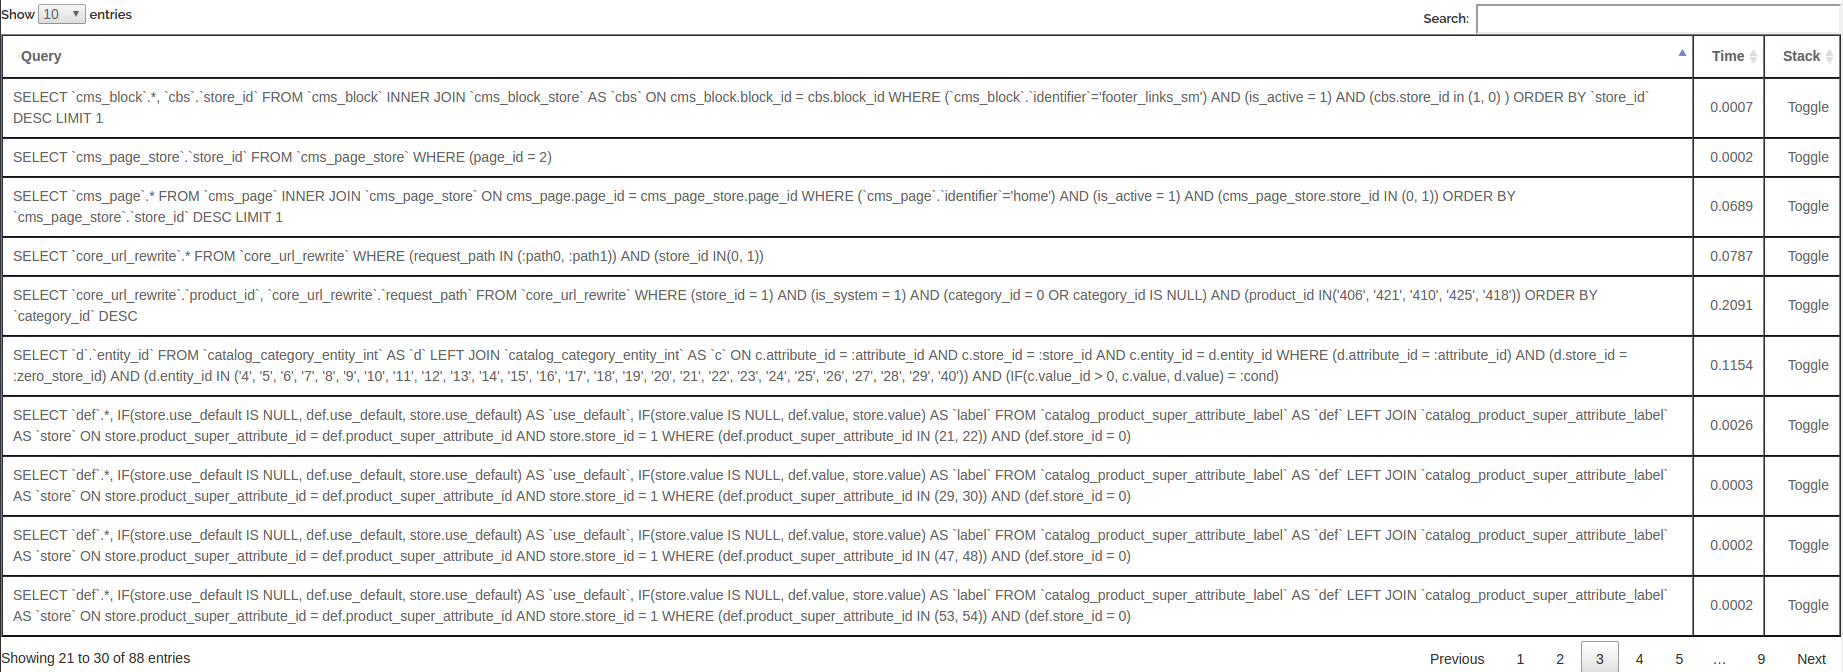 Show 10 entries
Search:
Query Time Stack
SELECT `cms_block`.*, `cbs`.`store_id` FROM `cms_block` INNER JOIN `cms_block_store` AS `cbs` ON cms_block.block_id = cbs.block_id WHERE (`cms_block`.`identifier`='footer_links_sm') AND (is_active = 1) AND (cbs.store_id in (1, 0) ) ORDER BY `store_id`
DESC LIMIT 1
0.0007 Toggle
SELECT `cms_page_store`.`store_id` FROM `cms_page_store` WHERE (page_id = 2)
0.0002 Toggle
SELECT `cms_page`.* FROM `cms_page` INNER JOIN `cms_page_store` ON cms_page.page_id = cms_page_store.page_id WHERE (`cms_page`.`identifier`='home') AND (is_active = 1) AND (cms_page_store.store_id IN (0, 1)) ORDER BY
`cms_page_store`.`store_id` DESC LIMIT 1
0.0689 Toggle
SELECT `core_url_rewrite`.* FROM `core_url_rewrite` WHERE (request_path IN (:path0, :path1)) AND (store_id IN(0, 1))
0.0787 Toggle
SELECT `core_url_rewrite`.`product_id`, `core_url_rewrite`.`request_path` FROM `core_url_rewrite` WHERE (store_id = 1) AND (is_system = 1) AND (category_id = 0 OR category_id IS NULL) AND (product_id IN('406', '421', '410', '425', '418')) ORDER BY
`category_id` DESC
0.2091 Toggle
SELECT `d`.`entity_id` FROM `catalog_category_entity_int` AS `d` LEFT JOIN `catalog_category_entity_int` AS `c` ON c.attribute_id = :attribute_id AND c.store_id = :store_id AND c.entity_id = d.entity_id WHERE (d.attribute_id = :attribute_id) AND (d.store_id =
:zero_store_id) AND (d.entity_id IN ('4', '5', '6', '7', '8', '9', '10', '11', '12', '13', '14', '15', '16', '17', '18', '19', '20', '21', '22', '23', '24', '25', '26', '27', '28', '29', '40')) AND (IF(c.value_id > 0, c.value, d.value) = :cond)
0.1154 Toggle
SELECT `def`.*, IF(store.use_default IS NULL, def.use_default, store.use_default) AS `use_default`, IF(store.value IS NULL, def.value, store.value) AS `label` FROM `catalog_product_super_attribute_label` AS `def` LEFT JOIN `catalog_product_super_attribute_label`
AS `store` ON store.product_super_attribute_id = def.product_super_attribute_id AND store.store_id = 1 WHERE (def.product_super_attribute_id IN (21, 22)) AND (def.store_id = 0)
0.0026 Toggle
SELECT `def`.*, IF(store.use_default IS NULL, def.use_default, store.use_default) AS `use_default`, IF(store.value IS NULL, def.value, store.value) AS `label` FROM `catalog_product_super_attribute_label` AS `def` LEFT JOIN `catalog_product_super_attribute_label`
AS `store` ON store.product_super_attribute_id = def.product_super_attribute_id AND store.store_id = 1 WHERE (def.product_super_attribute_id IN (29, 30)) AND (def.store_id = 0)
0.0003 Toggle
SELECT `def`.*, IF(store.use_default IS NULL, def.use_default, store.use_default) AS `use_default`, IF(store.value IS NULL, def.value, store.value) AS `label` FROM `catalog_product_super_attribute_label` AS `def` LEFT JOIN `catalog_product_super_attribute_label`
AS `store` ON store.product_super_attribute_id = def.product_super_attribute_id AND store.store_id = 1 WHERE (def.product_super_attribute_id IN (47, 48)) AND (def.store_id = 0)
0.0002 Toggle
SELECT `def`.*, IF(store.use_default IS NULL, def.use_default, store.use_default) AS `use_default`, IF(store.value IS NULL, def.value, store.value) AS `label` FROM `catalog_product_super_attribute_label` AS `def` LEFT JOIN `catalog_product_super_attribute_label`
AS `store` ON store.product_super_attribute_id = def.product_super_attribute_id AND store.store_id = 1 WHERE (def.product_super_attribute_id IN (53, 54)) AND (def.store_id = 0)
0.0002 Toggle
Showing 21 to 30 of 88 entries
Previous 1 2 3 4 5 … 9 Next